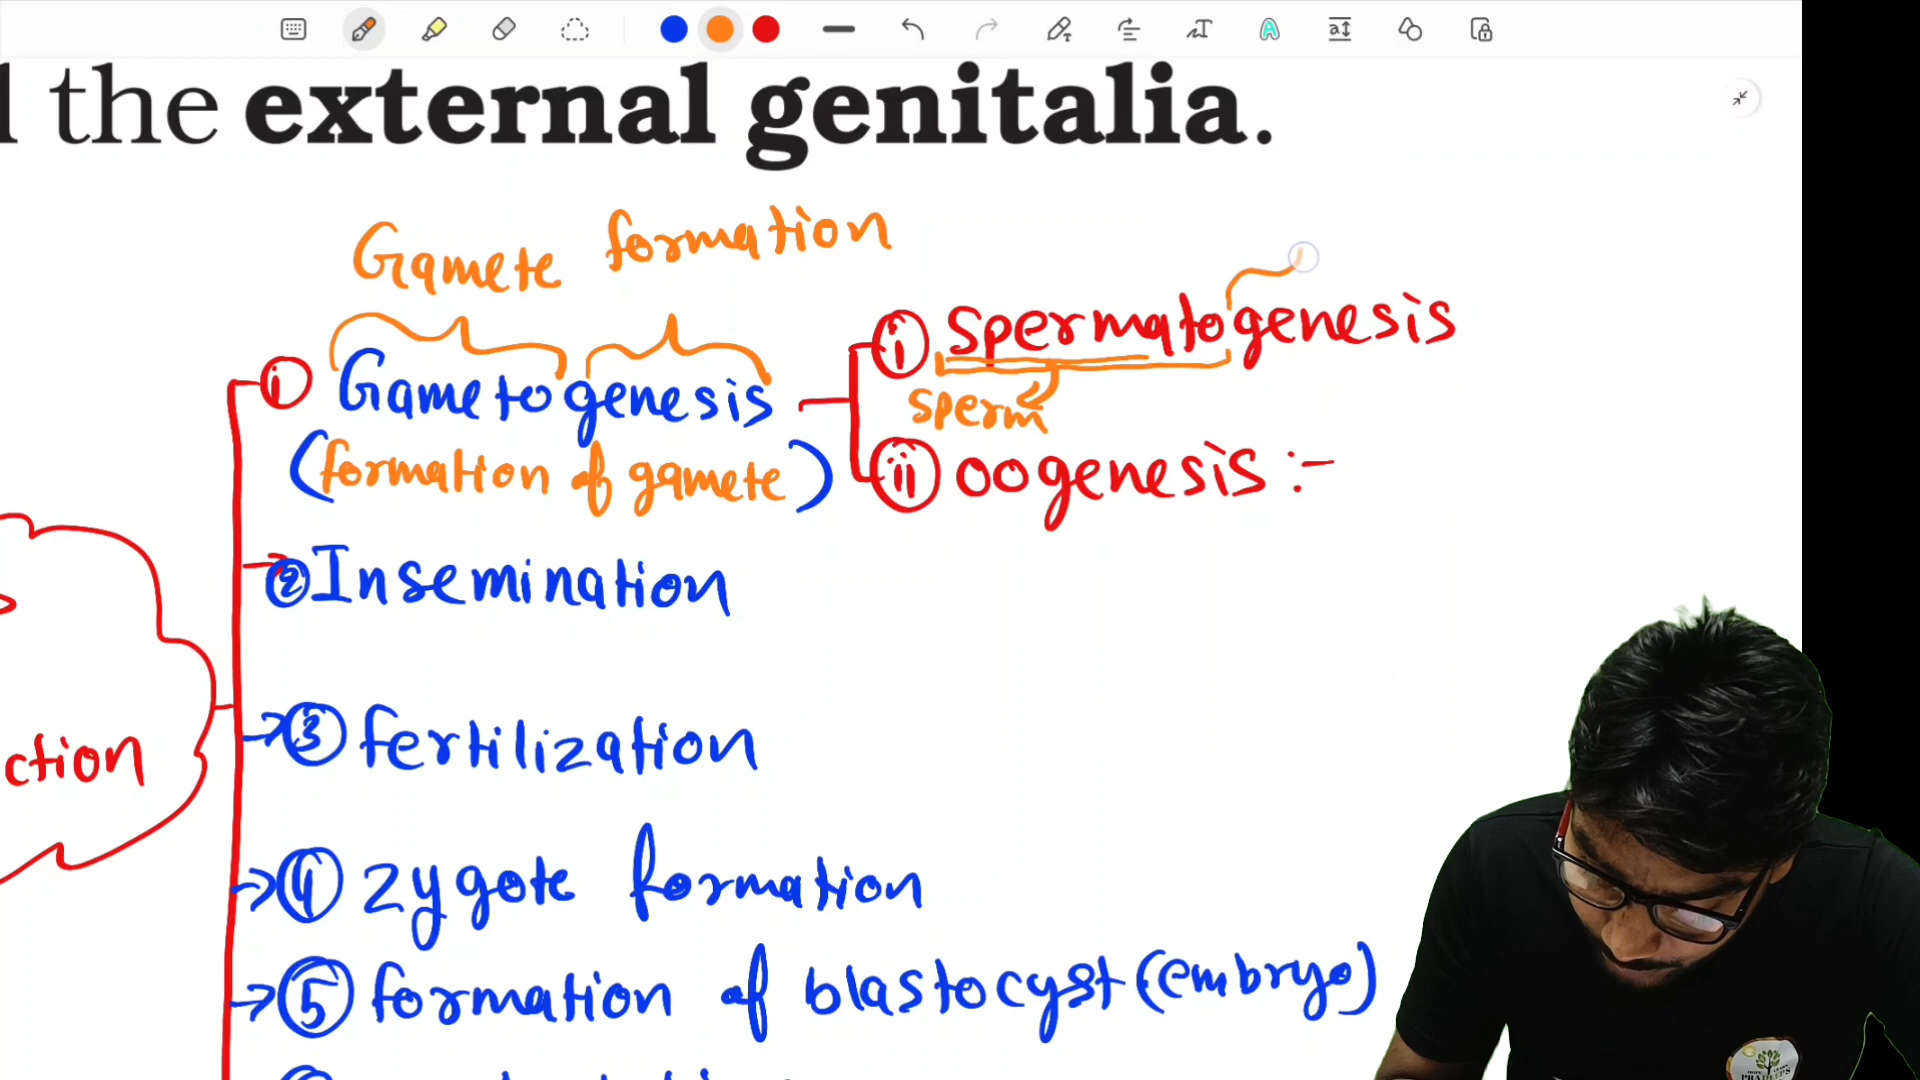 the external genitalia.
Gamete formation
i Gametogenesis
(formation of gamete)
i spermatogenesis
sperm
ii oogenesis :-
2 Insemination
3 fertilization
ction
4 zygote formation
5 formation of blastocyst (embryo)